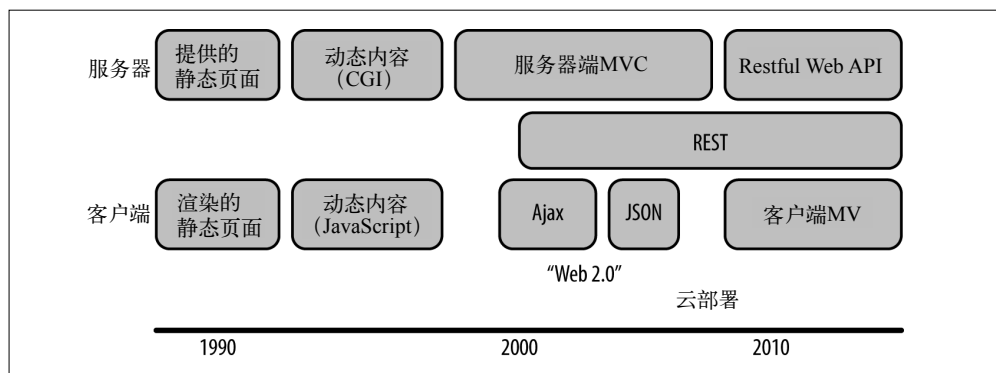 服务器
提供的
静态页面
动态内容
（CGI）
服务器端MVC
Restful Web API
REST
客户端
渲染的
静态页面
动态内容
（JavaScript）
Ajax
JSON
客户端MV
“Web 2.0”
云部署
1990
2000
2010